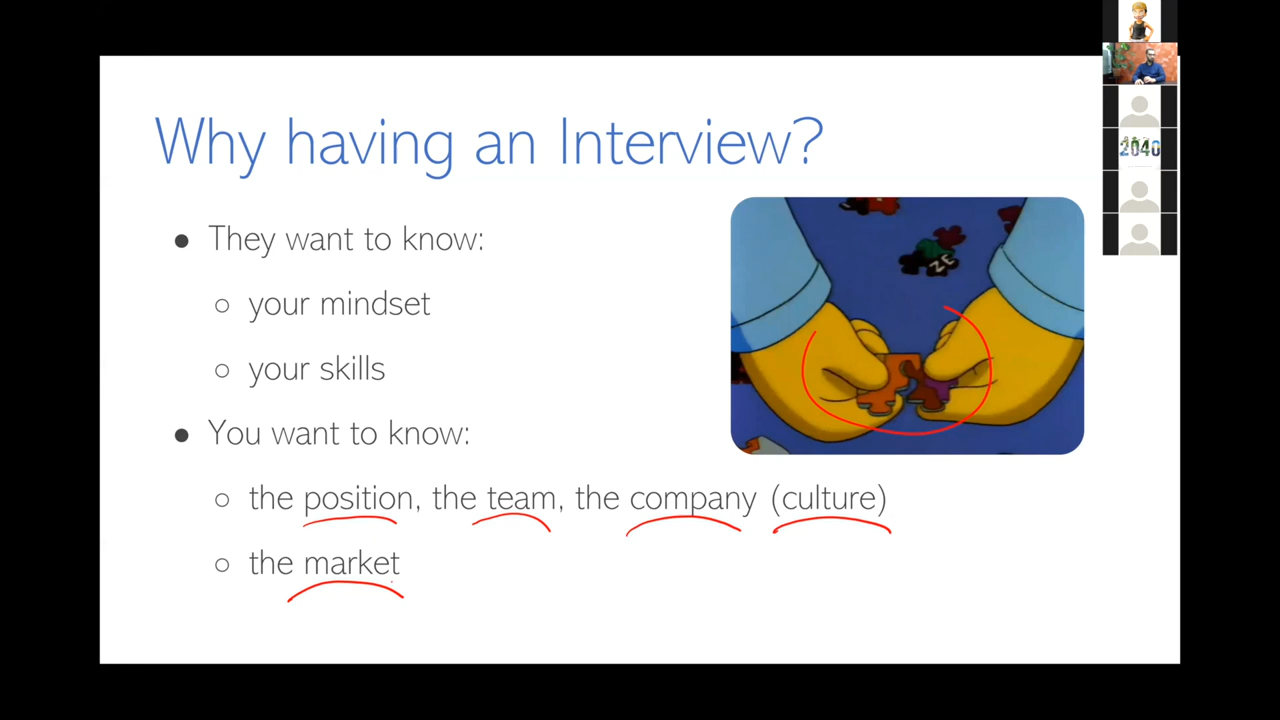 Why having an Interview?
● They want to know:
○ your mindset
○ your skills
● You want to know:
○ the position, the team, the company (culture)
○ the market
2040